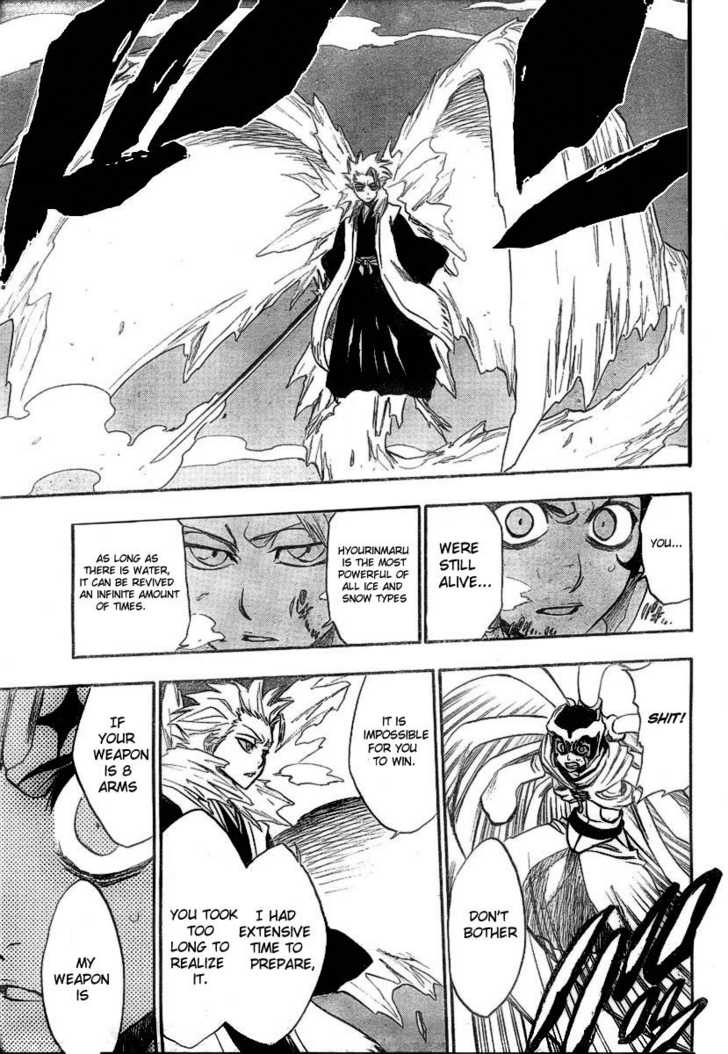 YOU...
WERE
STILL
ALIVE...
HYOURINMARU
IS THE MOST
POWERFUL OF
ALL ICE AND
SNOW TYPES
AS LONG AS
THERE IS WATER,
IT CAN BE REVIVED
AN INFINITE AMOUNT
OF TIMES.
SHIT!
DON'T
BOTHER
IT IS
IMPOSSIBLE
FOR YOU
TO WIN.
I HAD
EXTENSIVE
TIME TO
PREPARE,
YOU TOOK
TOO
LONG TO
REALIZE
IT.
IF
YOUR
WEAPON
IS 8
ARMS
MY
WEAPON
IS